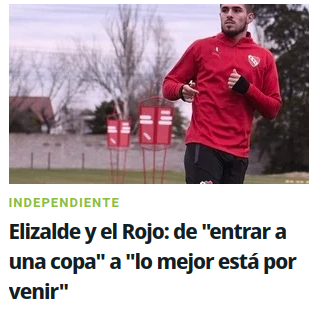 INDEPENDIENTE
Elizalde y el Rojo: de "entrar a
una copa" a "lo mejor está por
venir"